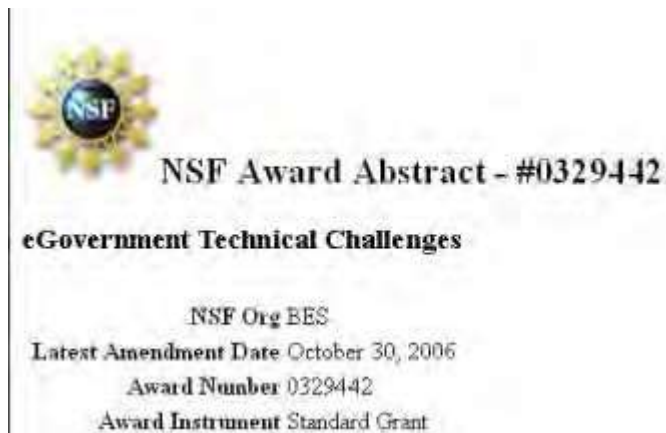 NSF
NSF Award Abstract - #0329442
eGovernment Technical Challenges
NSF Org BES
Latest Amendment Date October 30, 2006
Award Number 0329442
Award Instrument Standard Grant